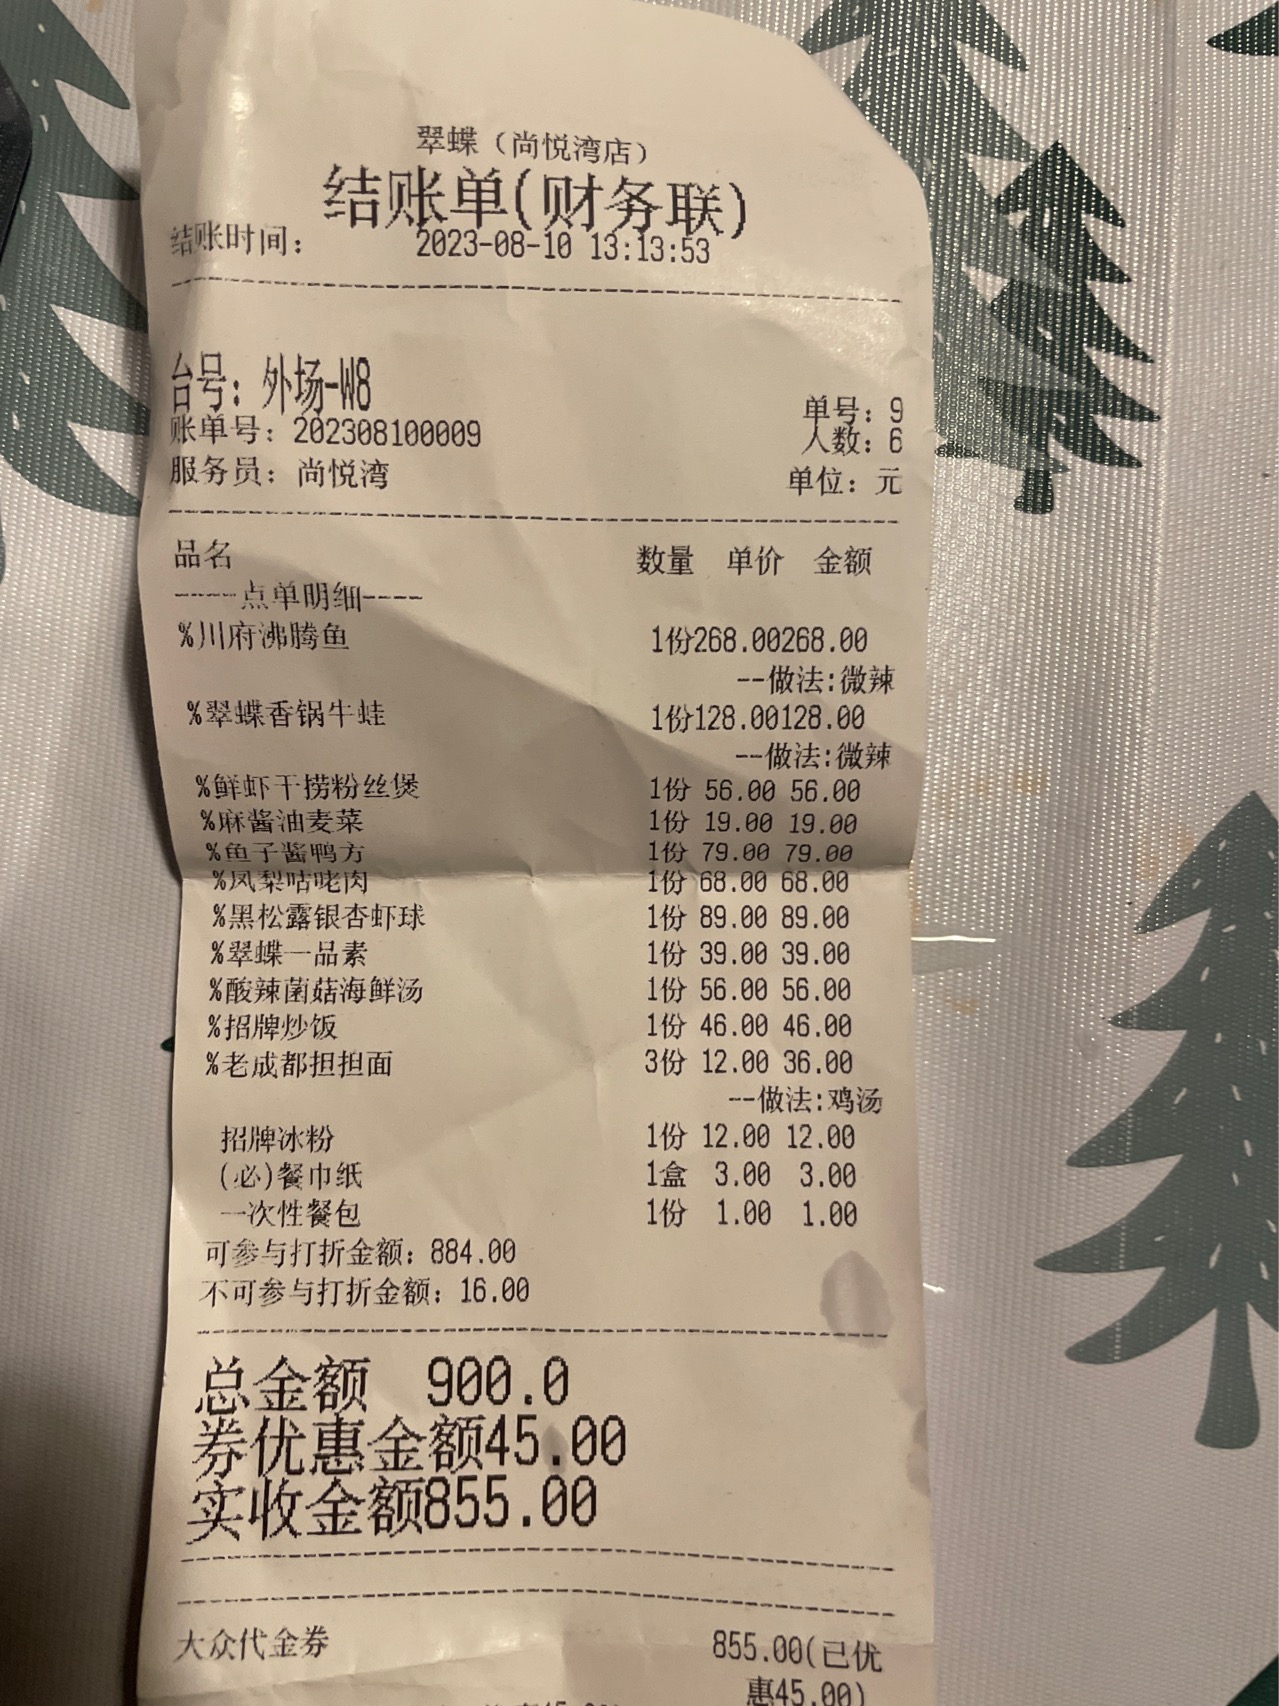 翠蝶（尚悦湾店）
结账单(财务联)
结账时间： 2023-08-10 13:13:53
台号：外场-W8
单号：9
账单号：202308100009 人数：6
服务员：尚悦湾 单位：元
品名 数量 单价 金额
-----点单明细----
%川府沸腾鱼 1份268.00268.00
--做法:微辣
%翠蝶香锅牛蛙 1份128.00128.00
--做法:微辣
%鲜虾干捞粉丝煲 1份 56.00 56.00
%麻酱油麦菜 1份 19.00 19.00
%鱼子酱鸭方 1份 79.00 79.00
%凤梨咕咾肉 1份 68.00 68.00
%黑松露银杏虾球 1份 89.00 89.00
%翠蝶一品素 1份 39.00 39.00
%酸辣菌菇海鲜汤 1份 56.00 56.00
%招牌炒饭 1份 46.00 46.00
%老成都担担面 3份 12.00 36.00
--做法:鸡汤
招牌冰粉 1份 12.00 12.00
(必)餐巾纸 1盒 3.00 3.00
一次性餐包 1份 1.00 1.00
可参与打折金额：884.00
不可参与打折金额：16.00
总金额 900.0
券优惠金额45.00
实收金额855.00
大众代金券 855.00(已优
惠45.00)